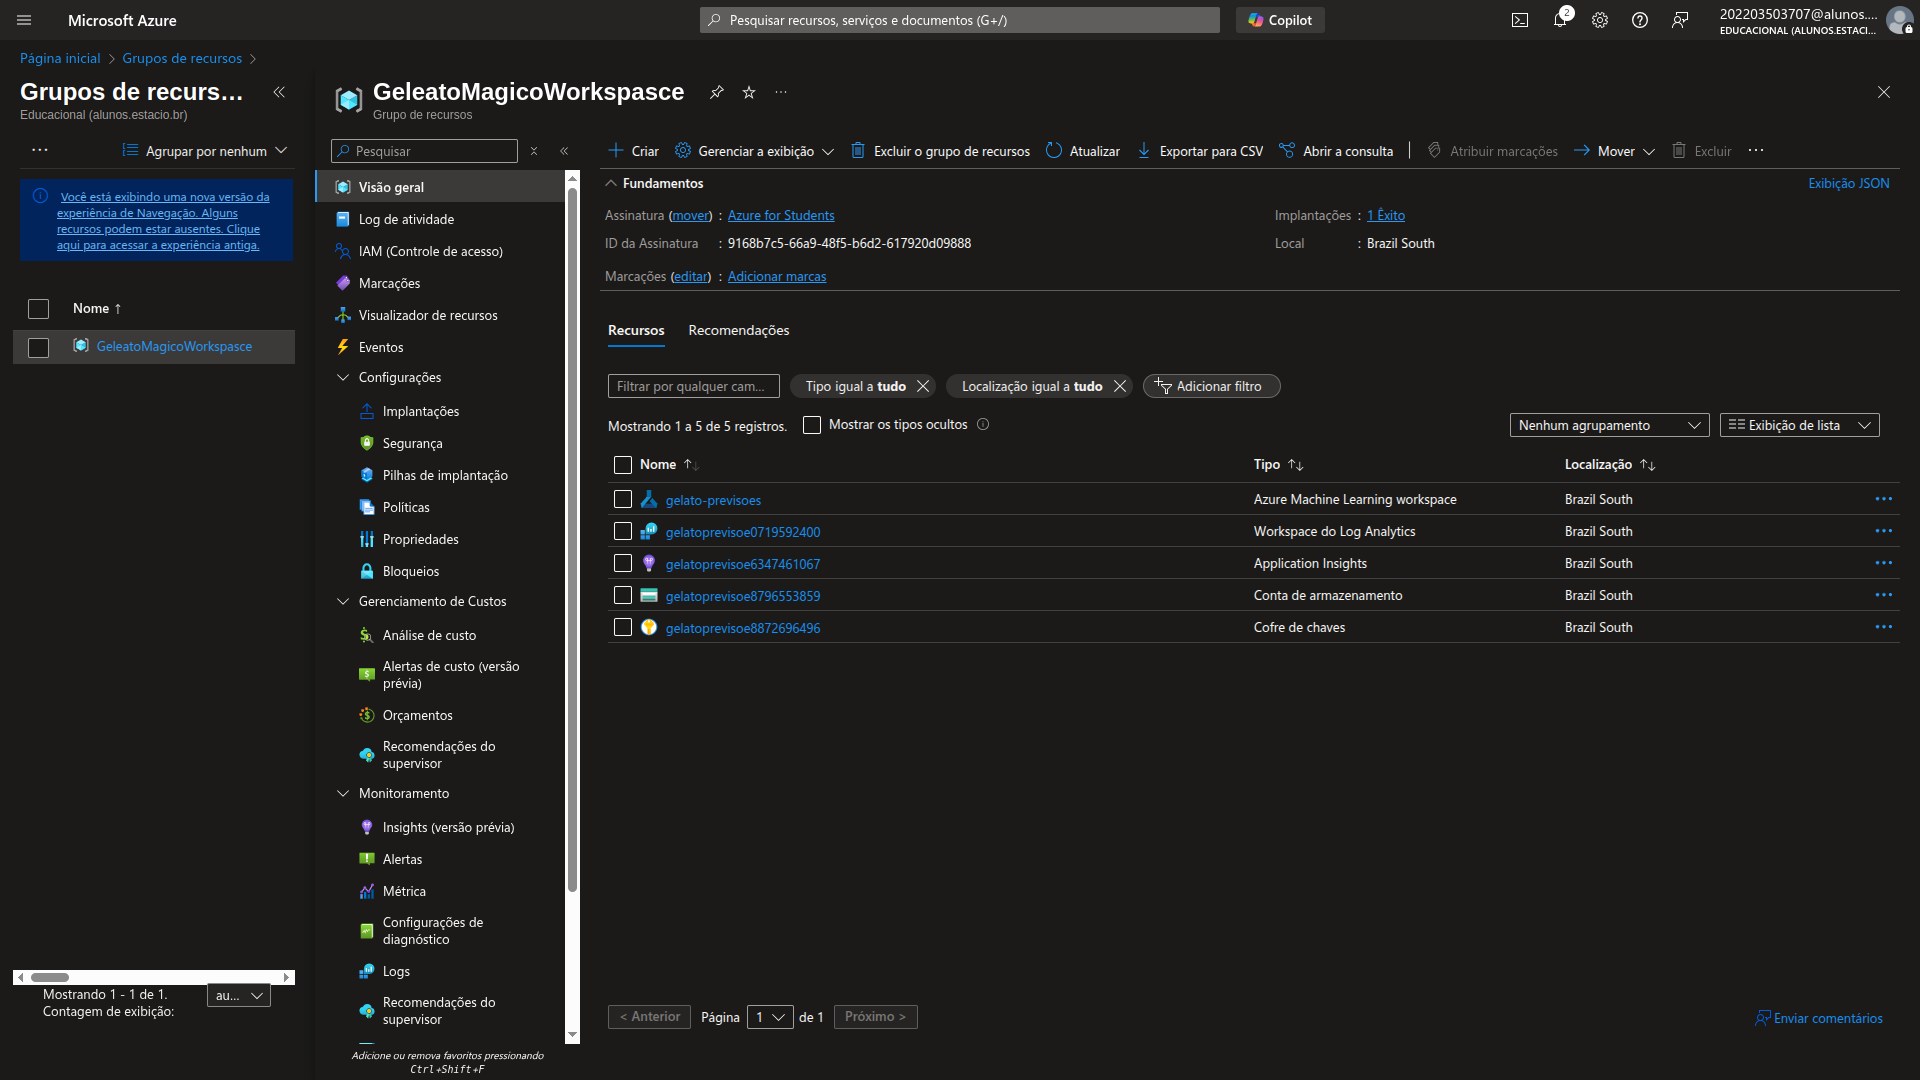 Microsoft Azure
Pesquisar recursos, serviços e documentos (G+/)
Copilot
2
202203503707@alunos....
EDUCACIONAL (ALUNOS.ESTACI...
Página inicial
Grupos de recursos
Grupos de recurs...
Educacional (alunos.estacio.br)
Agrupar por nenhum
Você está exibindo uma nova versão da
experiência de Navegação. Alguns
recursos podem estar ausentes. Clique
aqui para acessar a experiência antiga.
Nome ↑
GeleatoMagicoWorkspasce
Mostrando 1 - 1 de 1.
Contagem de exibição:
au...
GeleatoMagicoWorkspasce
Grupo de recursos
Pesquisar
Visão geral
Log de atividade
IAM (Controle de acesso)
Marcações
Visualizador de recursos
Eventos
Configurações
Implantações
Segurança
Pilhas de implantação
Políticas
Propriedades
Bloqueios
Gerenciamento de Custos
Análise de custo
Alertas de custo (versão
prévia)
Orçamentos
Recomendações do
supervisor
Monitoramento
Insights (versão prévia)
Alertas
Métrica
Configurações de
diagnóstico
Logs
Recomendações do
supervisor
Adicione ou remova favoritos pressionando
Ctrl+Shift+F
Criar
Gerenciar a exibição
Excluir o grupo de recursos
Atualizar
Exportar para CSV
Abrir a consulta
Atribuir marcações
Mover
Excluir
Fundamentos
Exibição JSON
Assinatura (mover) : Azure for Students
Implantações : 1 Êxito
ID da Assinatura : 9168b7c5-66a9-48f5-b6d2-617920d09888
Local : Brazil South
Marcações (editar) : Adicionar marcas
Recursos
Recomendações
Filtrar por qualquer cam...
Tipo igual a tudo
Localização igual a tudo
Adicionar filtro
Mostrando 1 a 5 de 5 registros.
Mostrar os tipos ocultos
Nenhum agrupamento
Exibição de lista
Nome ↑↓ Tipo ↑↓ Localização ↑↓
gelato-previsoes Azure Machine Learning workspace Brazil South
gelatoprevisoe0719592400 Workspace do Log Analytics Brazil South
gelatoprevisoe6347461067 Application Insights Brazil South
gelatoprevisoe8796553859 Conta de armazenamento Brazil South
gelatoprevisoe8872696496 Cofre de chaves Brazil South
< Anterior
Página 1 de 1
Próximo >
Enviar comentários